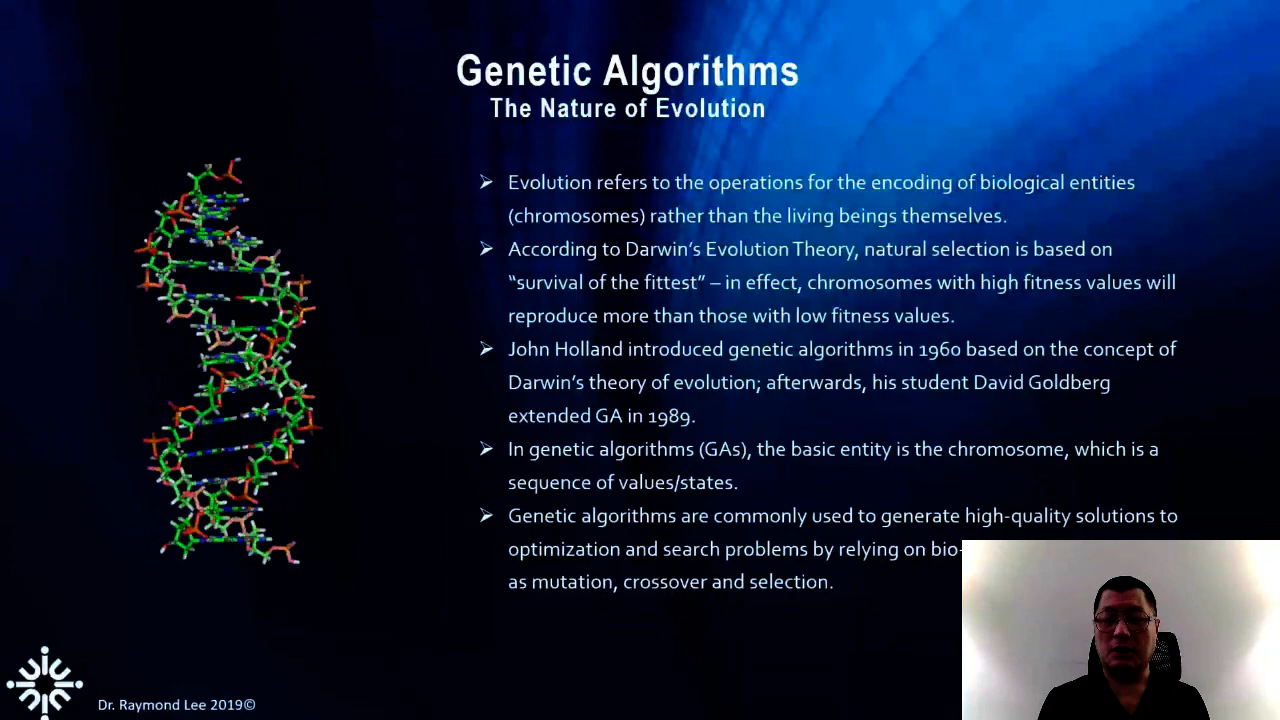 Genetic Algorithms
The Nature of Evolution
➢ Evolution refers to the operations for the encoding of biological entities
(chromosomes) rather than the living beings themselves.
➢ According to Darwin’s Evolution Theory, natural selection is based on
“survival of the fittest” – in effect, chromosomes with high fitness values will
reproduce more than those with low fitness values.
➢ John Holland introduced genetic algorithms in 1960 based on the concept of
Darwin’s theory of evolution; afterwards, his student David Goldberg
extended GA in 1989.
➢ In genetic algorithms (GAs), the basic entity is the chromosome, which is a
sequence of values/states.
➢ Genetic algorithms are commonly used to generate high-quality solutions to
optimization and search problems by relying on bio-
as mutation, crossover and selection.
Dr. Raymond Lee 2019©